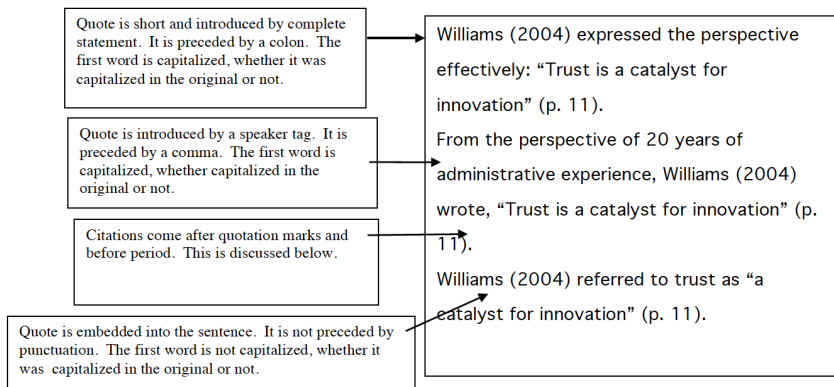 Quote is short and introduced by complete
statement.  It is preceded by a colon.  The
first word is capitalized, whether it was
capitalized in the original or not.
Quote is introduced by a speaker tag.  It is
preceded by a comma.  The first word is
capitalized, whether capitalized in the
original or not.
Citations come after quotation marks and
before period.  This is discussed below.
Quote is embedded into the sentence.  It is not preceded by
punctuation.  The first word is not capitalized, whether it
was  capitalized in the original or not.
Williams (2004) expressed the perspective
effectively: “Trust is a catalyst for
innovation” (p. 11).
From the perspective of 20 years of
administrative experience, Williams (2004)
wrote, “Trust is a catalyst for innovation” (p.
11).
Williams (2004) referred to trust as “a
catalyst for innovation” (p. 11).